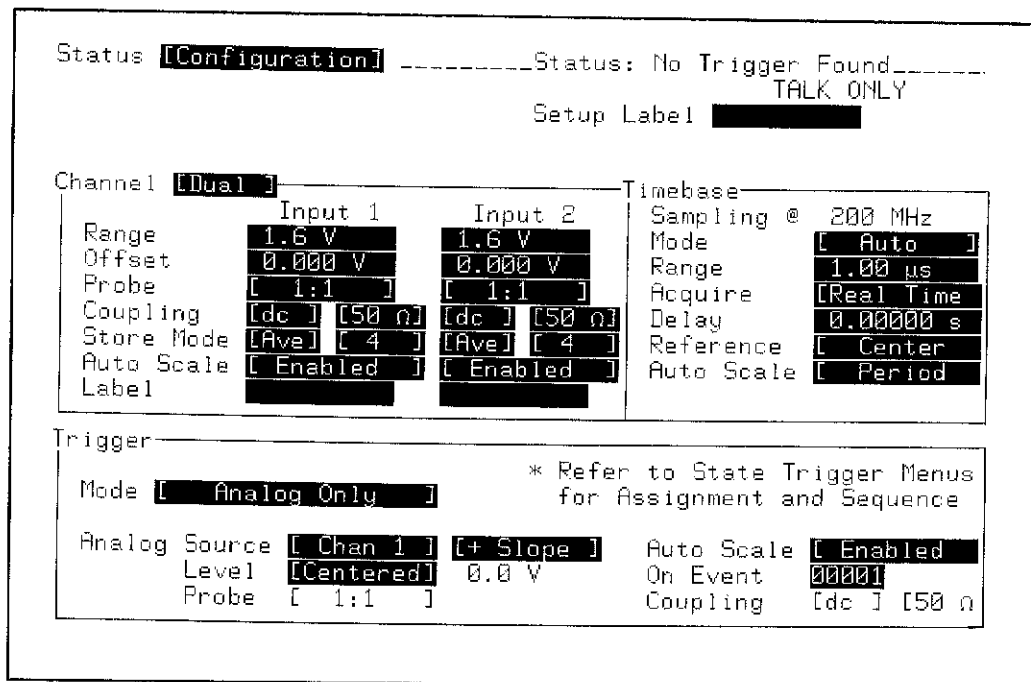 Status [Configuration] _________Status: No Trigger Found_______
TALK ONLY
Setup Label
Channel [Dual ]
Input 1 Input 2
Range 1.6 V 1.6 V
Offset 0.000 V 0.000 V
Probe [ 1:1 ] [ 1:1 ]
Coupling [dc ] [50 Ω] [dc ] [50 Ω]
Store Mode [Ave] [ 4 ] [Ave] [ 4 ]
Auto Scale [ Enabled ] [ Enabled ]
Label
Timebase
Sampling @ 200 MHz
Mode [ Auto ]
Range 1.00 µs
Acquire [Real Time
Delay 0.00000 s
Reference [ Center
Auto Scale [ Period
Trigger
Mode [ Analog Only ]
* Refer to State Trigger Menus
for Assignment and Sequence
Analog Source [ Chan 1 ] [+ Slope ]
Level [Centered] 0.0 V
Probe [ 1:1 ]
Auto Scale [ Enabled
On Event 00001
Coupling [dc ] [50 Ω